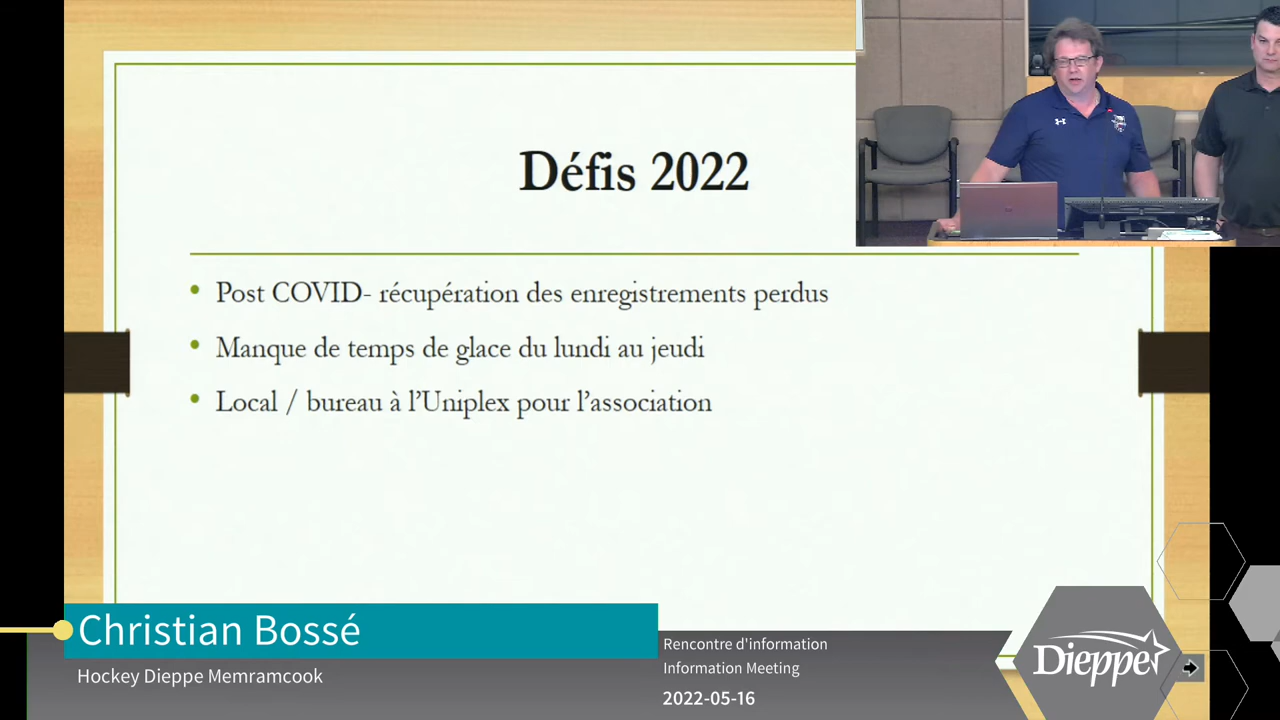 Défis 2022
Post COVID- récupération des enregistrements perdus
Manque de temps de glace du lundi au jeudi
Local / bureau à l’Uniplex pour l’association
Christian Bossé
Hockey Dieppe Memramcook
Rencontre d'information
Information Meeting
2022-05-16
Dieppe